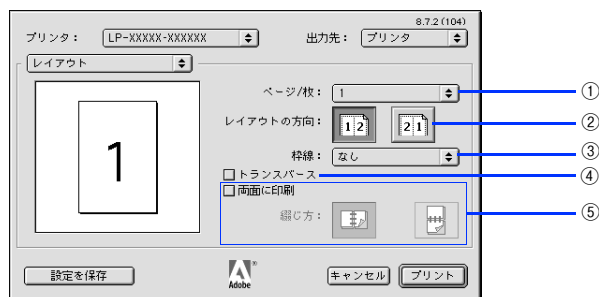 8.7.2 (104)
プリンタ： LP-XXXXX-XXXXXX 出力先： プリンタ
レイアウト
ページ/枚： 1 ①
レイアウトの方向： 1 2 2 1 ②
1
枠線： なし ③
トランスバース ④
両面に印刷
綴じ方： ⑤
設定を保存 Adobe ® キャンセル プリント